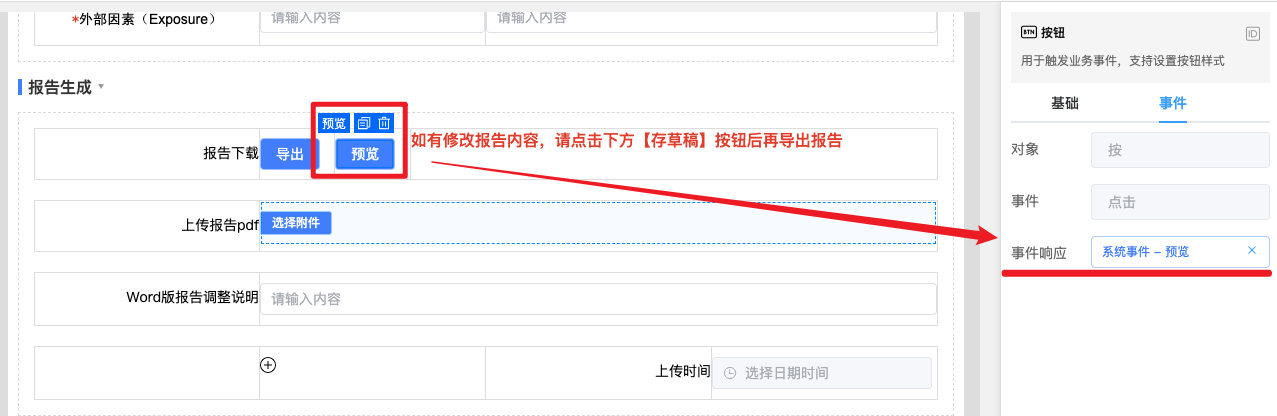 *外部因素（Exposure） 请输入内容 请输入内容
报告生成
预览
报告下载 导出 预览 如有修改报告内容，请点击下方【存草稿】按钮后再导出报告
上传报告pdf 选择附件
Word版报告调整说明 请输入内容
上传时间 选择日期时间
BTN 按钮 ID
用于触发业务事件，支持设置按钮样式
基础 事件
对象 按
事件 点击
事件响应 系统事件 – 预览 ×